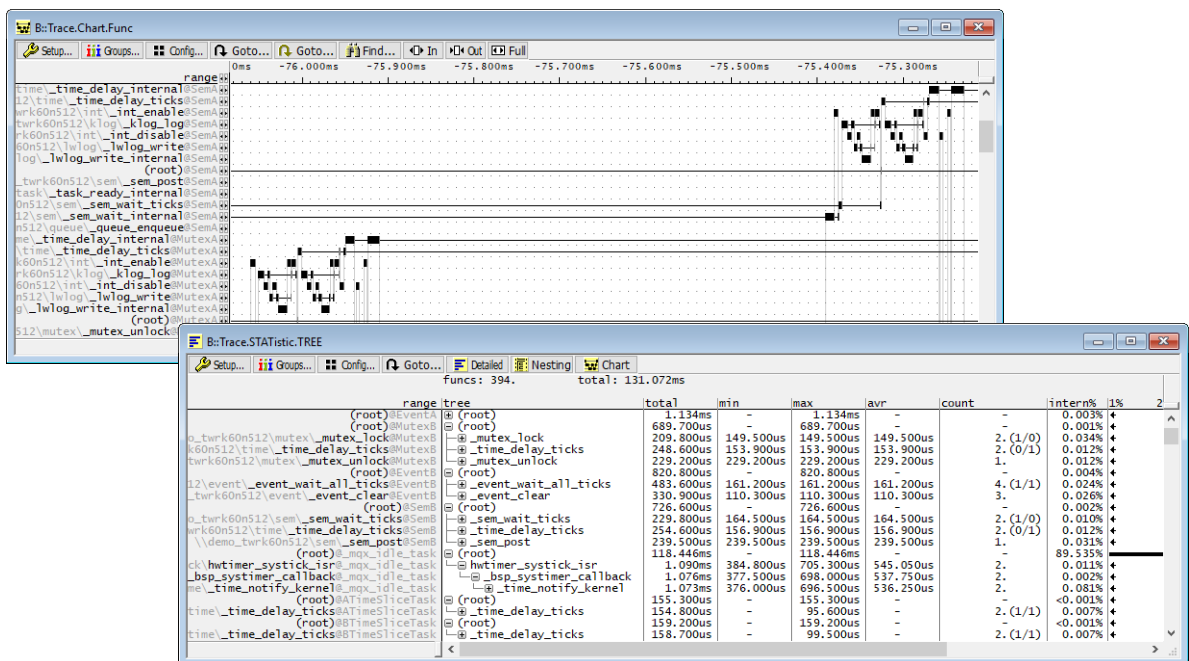 B::Trace.Chart.Func
Setup... Groups... Config... Goto... Goto... Find... In Out Full
0ms -76.000ms -75.900ms -75.800ms -75.700ms -75.600ms -75.500ms -75.400ms -75.300ms
range
time\_time_delay_internal@SemA
12\time\_time_delay_ticks@SemA
wrk60n512\int\_int_enable@SemA
twrk60n512\klog\_klog_log@SemA
rk60n512\int\_int_disable@SemA
60n512\lwlog\_lwlog_write@SemA
log\_lwlog_write_internal@SemA
(root)@SemA
_twrk60n512\sem\_sem_post@SemA
task\_task_ready_internal@SemA
0n512\sem\_sem_wait_ticks@SemA
12\sem\_sem_wait_internal@SemA
n512\queue\_queue_enqueue@SemA
me\_time_delay_internal@MutexA
\time\_time_delay_ticks@MutexA
k60n512\int\_int_enable@MutexA
rk60n512\klog\_klog_log@MutexA
60n512\int\_int_disable@MutexA
n512\lwlog\_lwlog_write@MutexA
g\_lwlog_write_internal@MutexA
(root)@MutexA
512\mutex\_mutex_unlock@
B::Trace.STATistic.TREE
Setup... Groups... Config... Goto... Detailed Nesting Chart
funcs: 394. total: 131.072ms
range tree total min max avr count intern% 1% 2
(root)@EventA (root) 1.134ms - 1.134ms - - 0.003%
(root)@MutexB (root) 689.700us - 689.700us - - 0.001%
o_twrk60n512\mutex\_mutex_lock@MutexB _mutex_lock 209.800us 149.500us 149.500us 149.500us 2.(1/0) 0.034%
k60n512\time\_time_delay_ticks@MutexB _time_delay_ticks 248.600us 153.900us 153.900us 153.900us 2.(0/1) 0.012%
twrk60n512\mutex\_mutex_unlock@MutexB _mutex_unlock 229.200us 229.200us 229.200us 229.200us 1. 0.012%
(root)@EventB (root) 820.800us - 820.800us - - 0.004%
12\event\_event_wait_all_ticks@EventB _event_wait_all_ticks 483.600us 161.200us 161.200us 161.200us 4.(1/1) 0.024%
_twrk60n512\event\_event_clear@EventB _event_clear 330.900us 110.300us 110.300us 110.300us 3. 0.026%
(root)@SemB (root) 726.600us - 726.600us - - 0.002%
o_twrk60n512\sem\_sem_wait_ticks@SemB _sem_wait_ticks 229.800us 164.500us 164.500us 164.500us 2.(1/0) 0.010%
wrk60n512\time\_time_delay_ticks@SemB _time_delay_ticks 254.600us 156.900us 156.900us 156.900us 2.(0/1) 0.012%
\\demo_twrk60n512\sem\_sem_post@SemB _sem_post 239.500us 239.500us 239.500us 239.500us 1. 0.031%
(root)@_mqx_idle_task (root) 118.446ms - 118.446ms - - 89.535%
ck\hwtimer_systick_isr@_mqx_idle_task hwtimer_systick_isr 1.090ms 384.800us 705.300us 545.050us 2. 0.011%
_bsp_systimer_callback@_mqx_idle_task _bsp_systimer_callback 1.076ms 377.500us 698.000us 537.750us 2. 0.002%
me\_time_notify_kernel@_mqx_idle_task _time_notify_kernel 1.073ms 376.000us 696.500us 536.250us 2. 0.081%
(root)@ATimeSliceTask (root) 155.300us - 155.300us - - <0.001%
time\_time_delay_ticks@ATimeSliceTask _time_delay_ticks 154.800us - 95.600us - 2.(1/1) 0.007%
(root)@BTimeSliceTask (root) 159.200us - 159.200us - - <0.001%
time\_time_delay_ticks@BTimeSliceTask _time_delay_ticks 158.700us - 99.500us - 2.(1/1) 0.007%